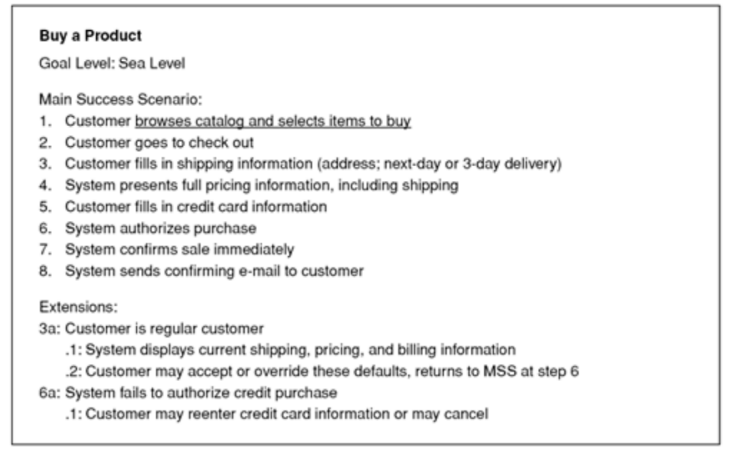 Buy a Product
Goal Level: Sea Level
Main Success Scenario:
1. Customer browses catalog and selects items to buy
2. Customer goes to check out
3. Customer fills in shipping information (address; next-day or 3-day delivery)
4. System presents full pricing information, including shipping
5. Customer fills in credit card information
6. System authorizes purchase
7. System confirms sale immediately
8. System sends confirming e-mail to customer
Extensions:
3a: Customer is regular customer
.1: System displays current shipping, pricing, and billing information
.2: Customer may accept or override these defaults, returns to MSS at step 6
6a: System fails to authorize credit purchase
.1: Customer may reenter credit card information or may cancel